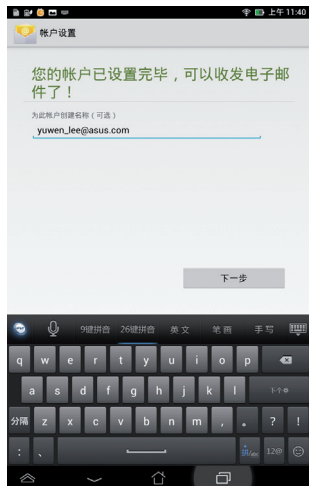 上午 11:40
帐户设置
您的帐户已设置完毕，可以收发电子邮
件了！
为此帐户创建名称（可选）
yuwen_lee@asus.com
下一步
9键拼音 26键拼音 英文 笔画 手写
q w e r t y u i o p
a s d f g h j k l 下个单
分隔 z x c v b n m , 。 ? !
: 、 拼/ 12@